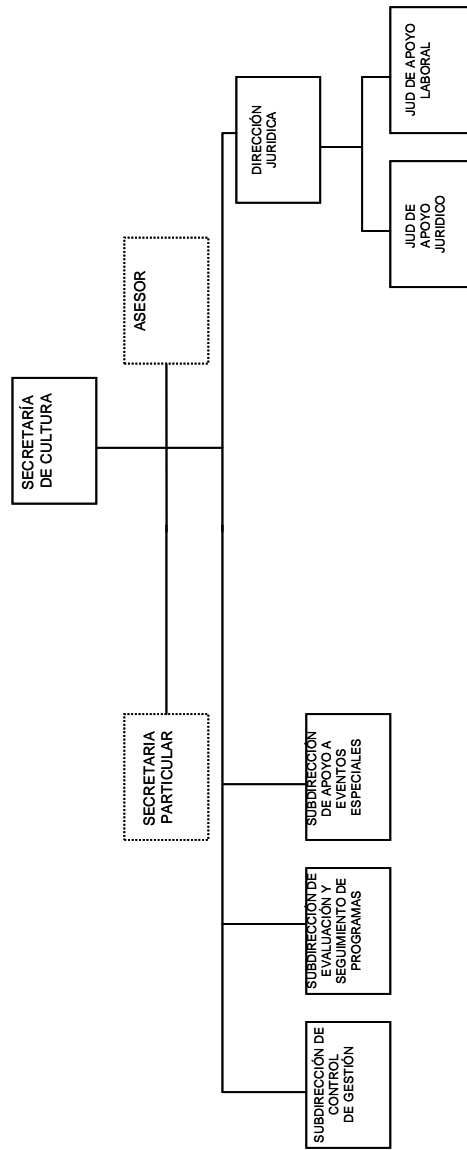 SECRETARÍA
DE CULTURA
SECRETARIA
PARTICULAR
ASESOR
SUBDIRECCIÓN DE
CONTROL
DE GESTIÓN
SUBDIRECCIÓN DE
EVALUACIÓN Y
SEGUIMIENTO DE
PROGRAMAS
SUBDIRECCIÓN
DE APOYO A
EVENTOS
ESPECIALES
DIRECCIÓN
JURIDICA
JUD DE
APOYO
JURIDICO
JUD DE APOYO
LABORAL